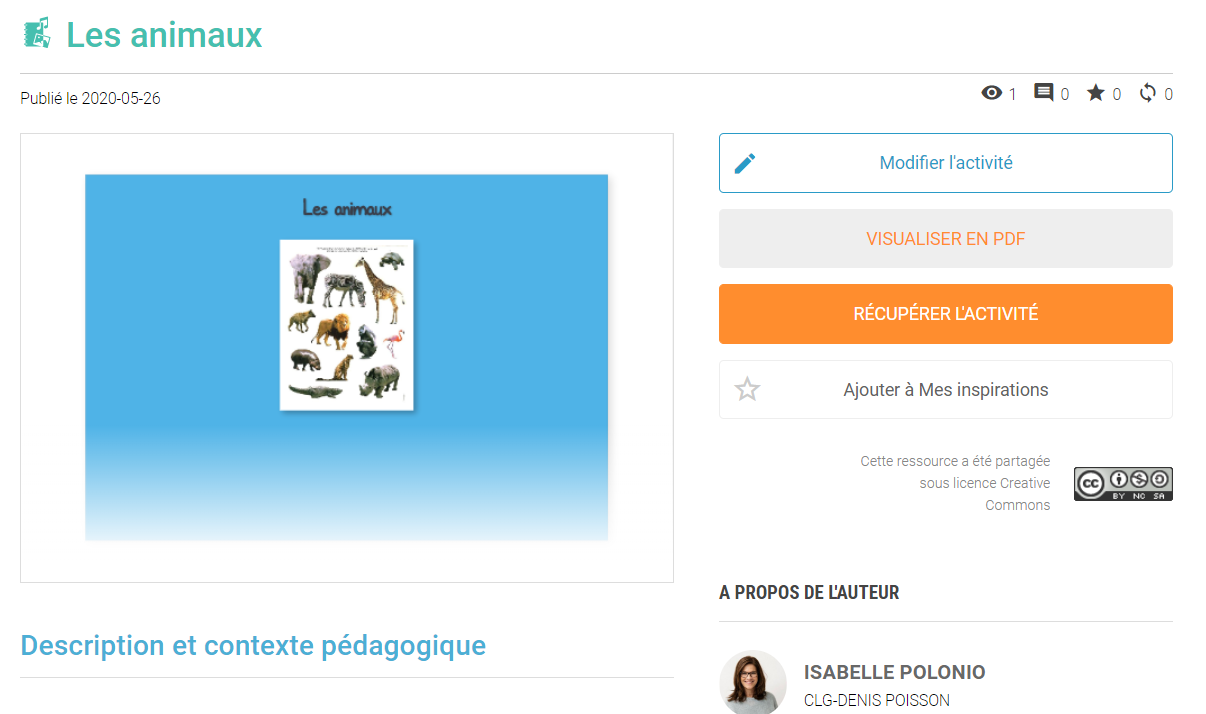 Les animaux
Publié le 2020-05-26
1 0 0 0
Les animaux
Modifier l'activité
VISUALISER EN PDF
RÉCUPÉRER L'ACTIVITÉ
Ajouter à Mes inspirations
Cette ressource a été partagée
sous licence Creative
Commons
cc
BY NC SA
A PROPOS DE L'AUTEUR
ISABELLE POLONIO
CLG-DENIS POISSON
Description et contexte pédagogique